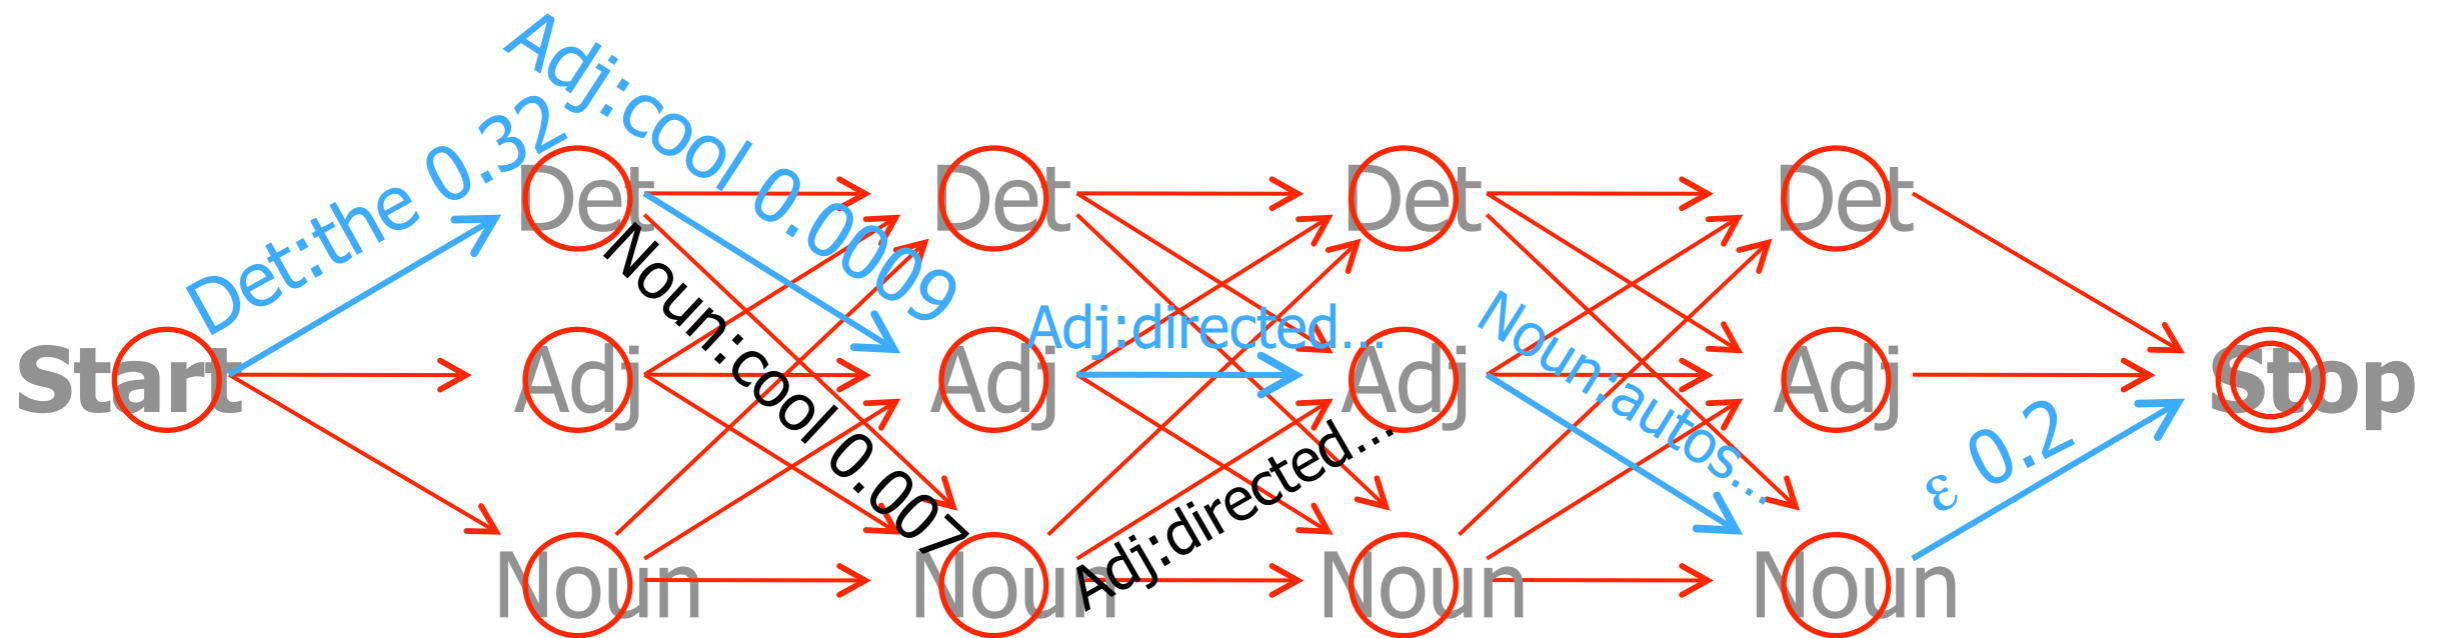 Adj:cool 0.0009
Det:the 0.32
Det Det Det Det
Noun:cool 0.007
Adj:directed...
Noun:autos...
Start Adj Adj Adj Adj Stop
Adj:directed...
ε 0.2
Noun Noun Noun Noun